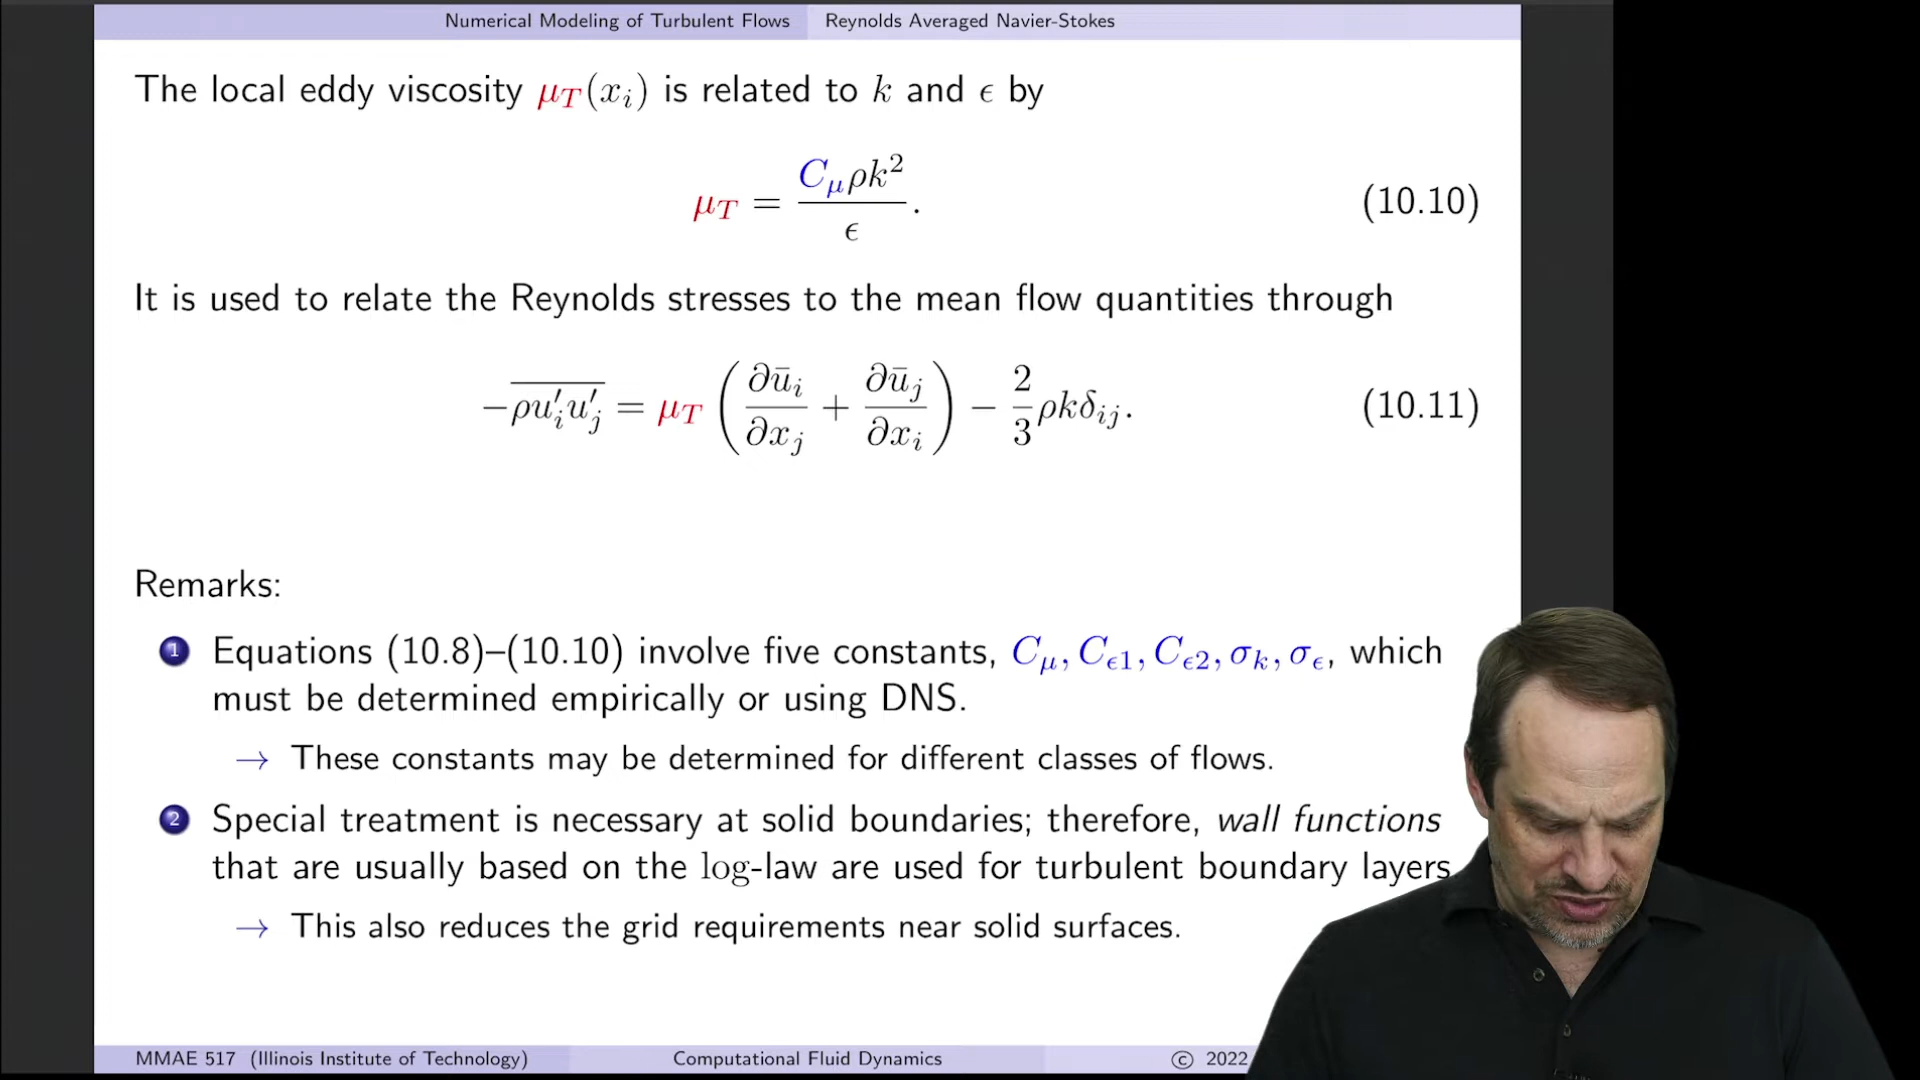 Numerical Modeling of Turbulent Flows Reynolds Averaged Navier-Stokes
The local eddy viscosity μ_T(x_i) is related to k and ϵ by
μ_T = C_μ ρk² / ϵ. (10.10)
It is used to relate the Reynolds stresses to the mean flow quantities through
−\overline{ρu′_i u′_j} = μ_T (∂ū_i/∂x_j + ∂ū_j/∂x_i) − 2/3 ρkδ_ij. (10.11)
Remarks:
1 Equations (10.8)–(10.10) involve five constants, C_μ, C_ϵ1, C_ϵ2, σ_k, σ_ϵ, which
must be determined empirically or using DNS.
→ These constants may be determined for different classes of flows.
2 Special treatment is necessary at solid boundaries; therefore, wall functions
that are usually based on the log-law are used for turbulent boundary layers
→ This also reduces the grid requirements near solid surfaces.
MMAE 517 (Illinois Institute of Technology) Computational Fluid Dynamics © 2022